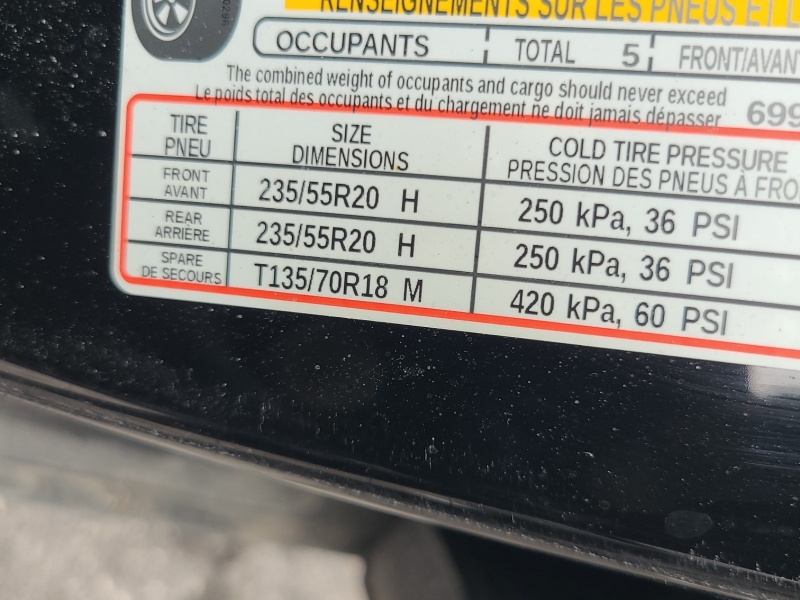 RENSEIGNEMENTS SUR LES PNEUS ET
OCCUPANTS TOTAL 5 FRONT/AVANT
The combined weight of occupants and cargo should never exceed
Le poids total des occupants et du chargement ne doit jamais dépasser 699
TIRE PNEU SIZE DIMENSIONS COLD TIRE PRESSURE PRESSION DES PNEUS À FRO
FRONT AVANT 235/55R20 H 250 kPa, 36 PSI
REAR ARRIÈRE 235/55R20 H 250 kPa, 36 PSI
SPARE DE SECOURS T135/70R18 M 420 kPa, 60 PSI